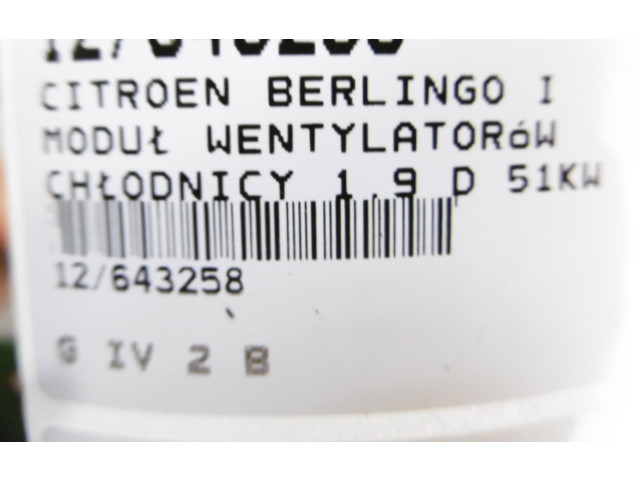 CITROEN BERLINGO I
MODUŁ WENTYLATORóW
CHŁODNICY 1.9 D 51KW
12/643258
G IV 2 B